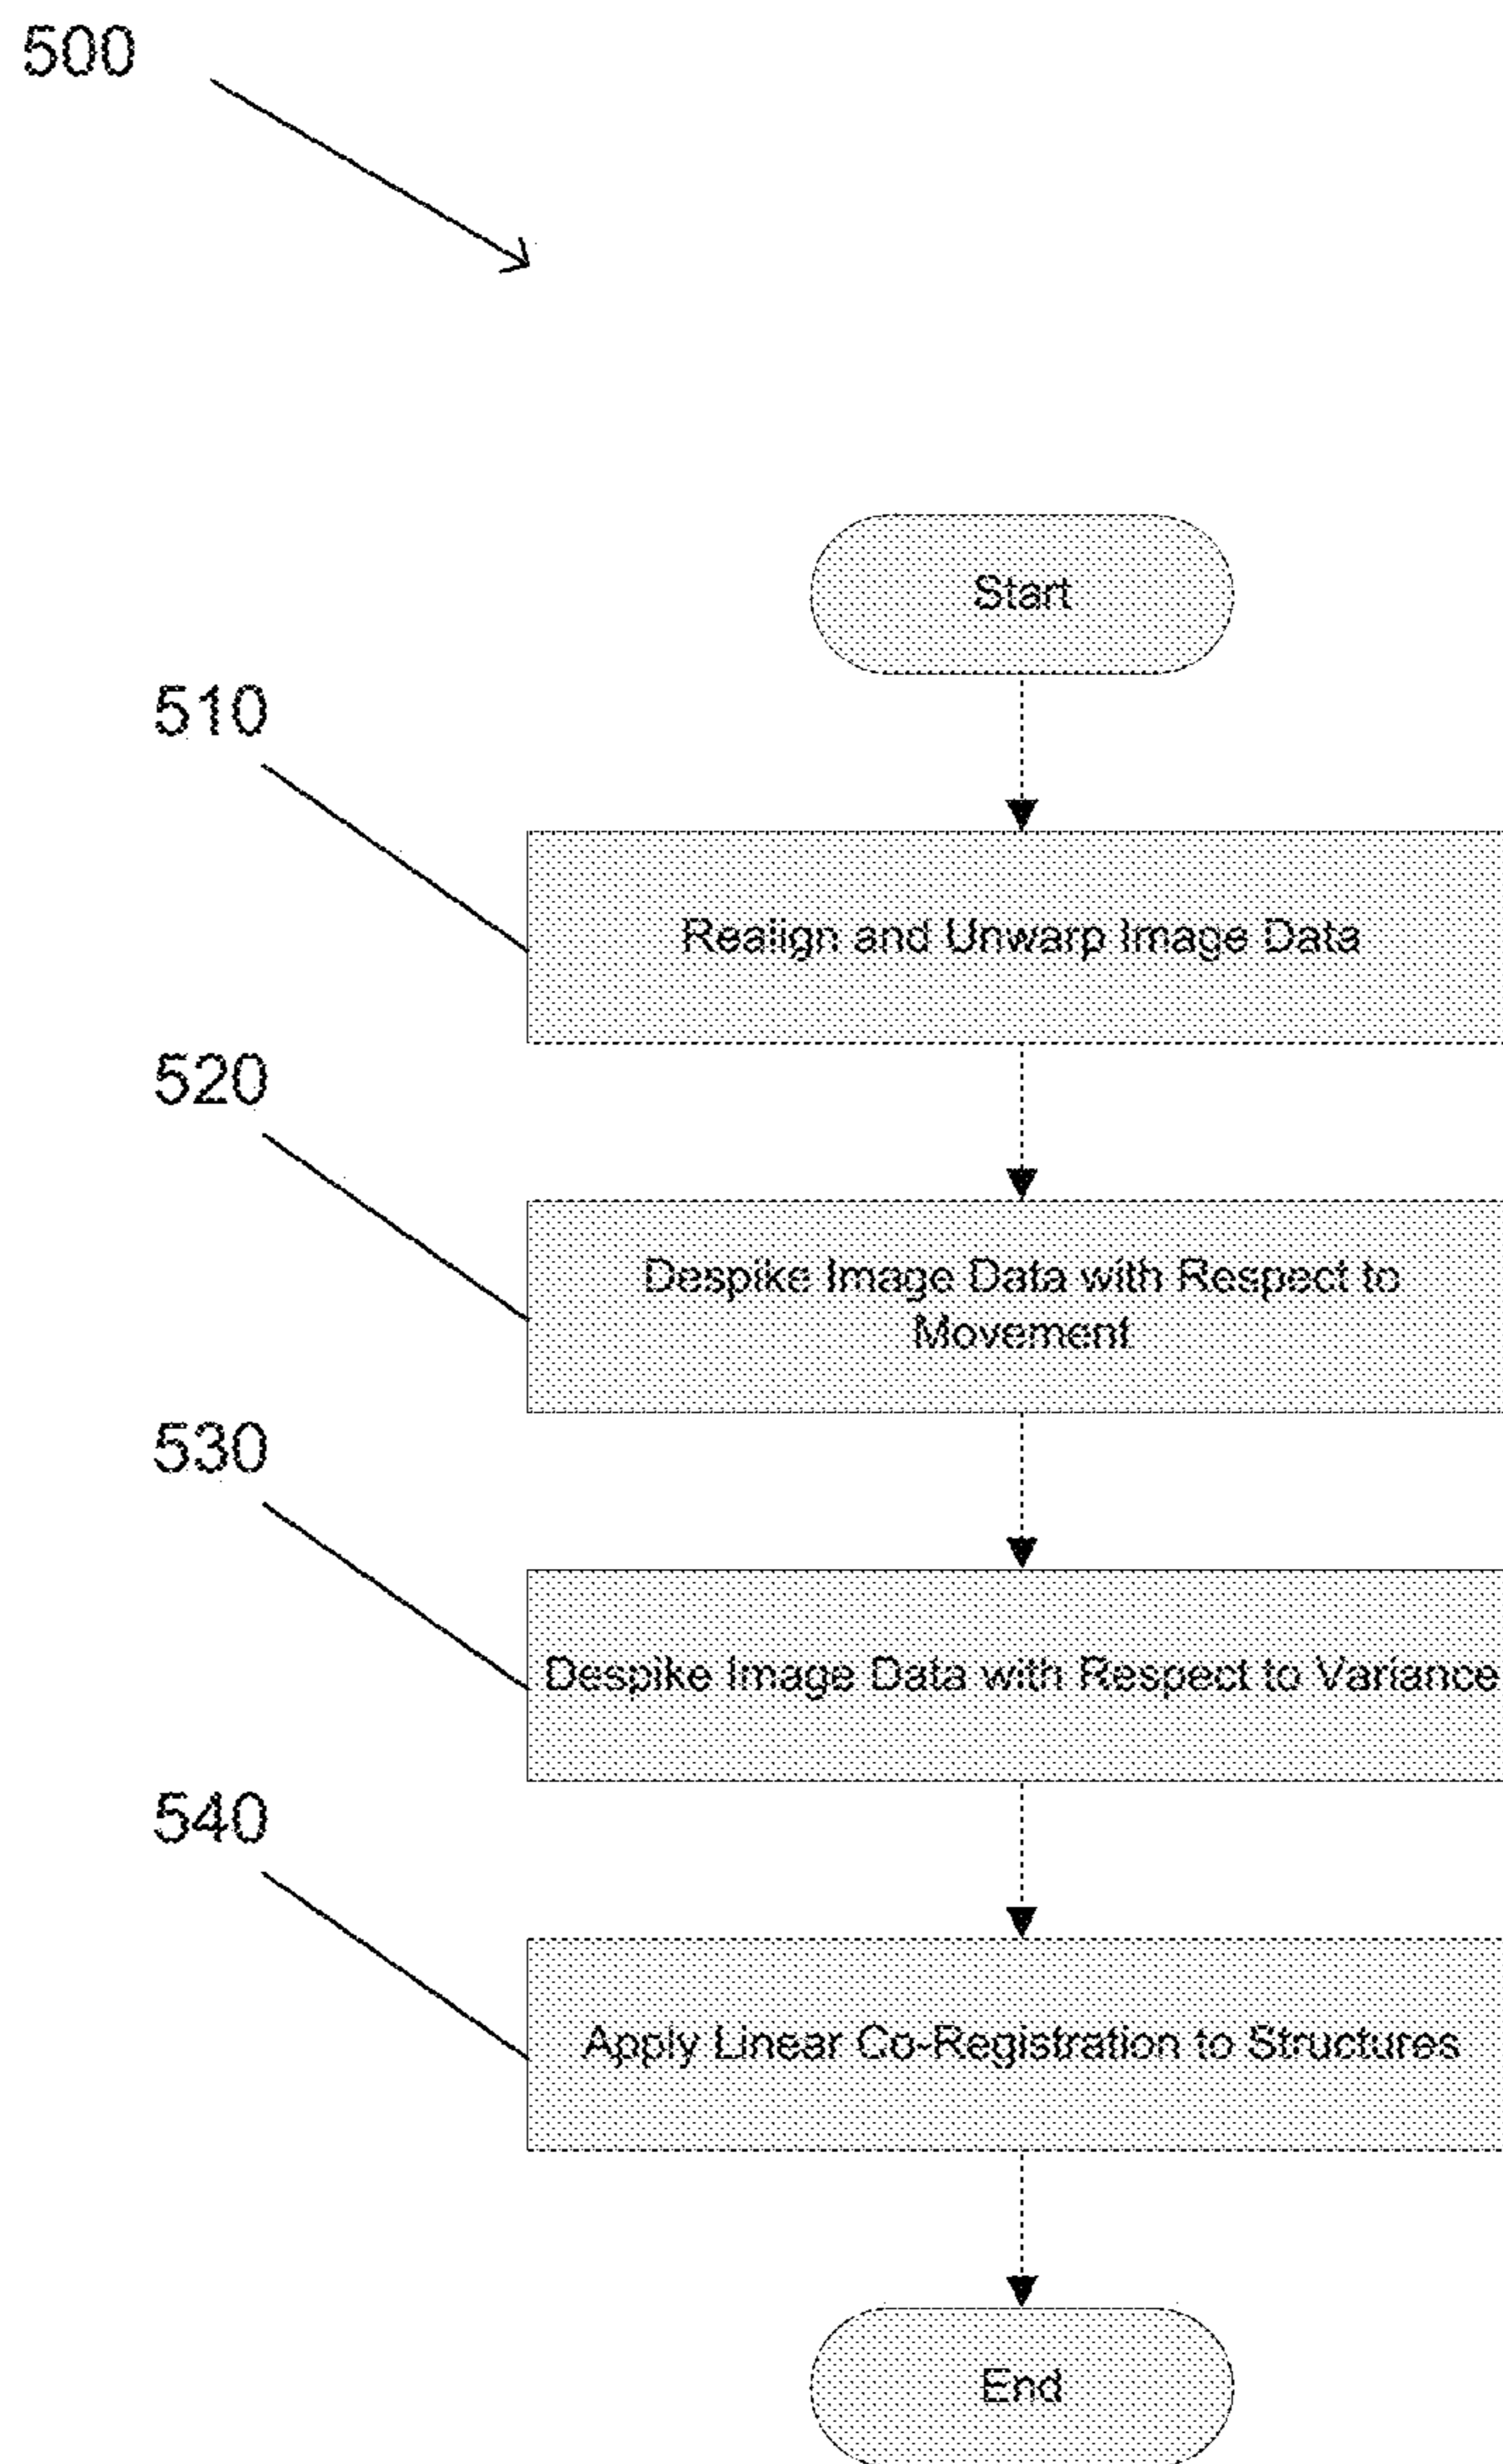 500
Start
510
Realign and Unwarp Image Data
520
Despike Image Data with Respect to
Movement
530
Despike Image Data with Respect to Variance
540
Apply Linear Co-Registration to Structures
End